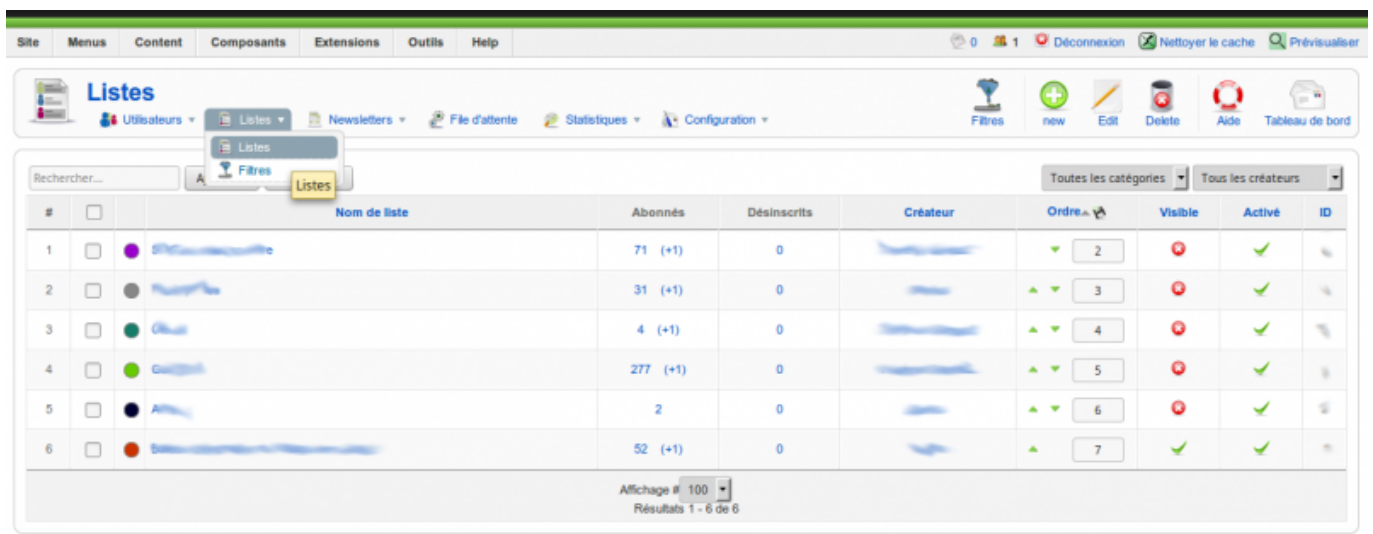 Site Menus Content Composants Extensions Outils Help 0 1 Déconnexion Nettoyer le cache Prévisualiser
Listes
Utilisateurs Listes Newsletters File d'attente Statistiques Configuration
Filtres new Edit Delete Aide Tableau de bord
Listes
Filtres
Listes
Rechercher... Toutes les catégories Tous les créateurs
# Nom de liste Abonnés Désinscrits Créateur Ordre Visible Activé ID
1 71 (+1) 0 2
2 31 (+1) 0 3
3 4 (+1) 0 4
4 277 (+1) 0 5
5 2 0 6
6 52 (+1) 0 7
Affichage # 100
Résultats 1 - 6 de 6